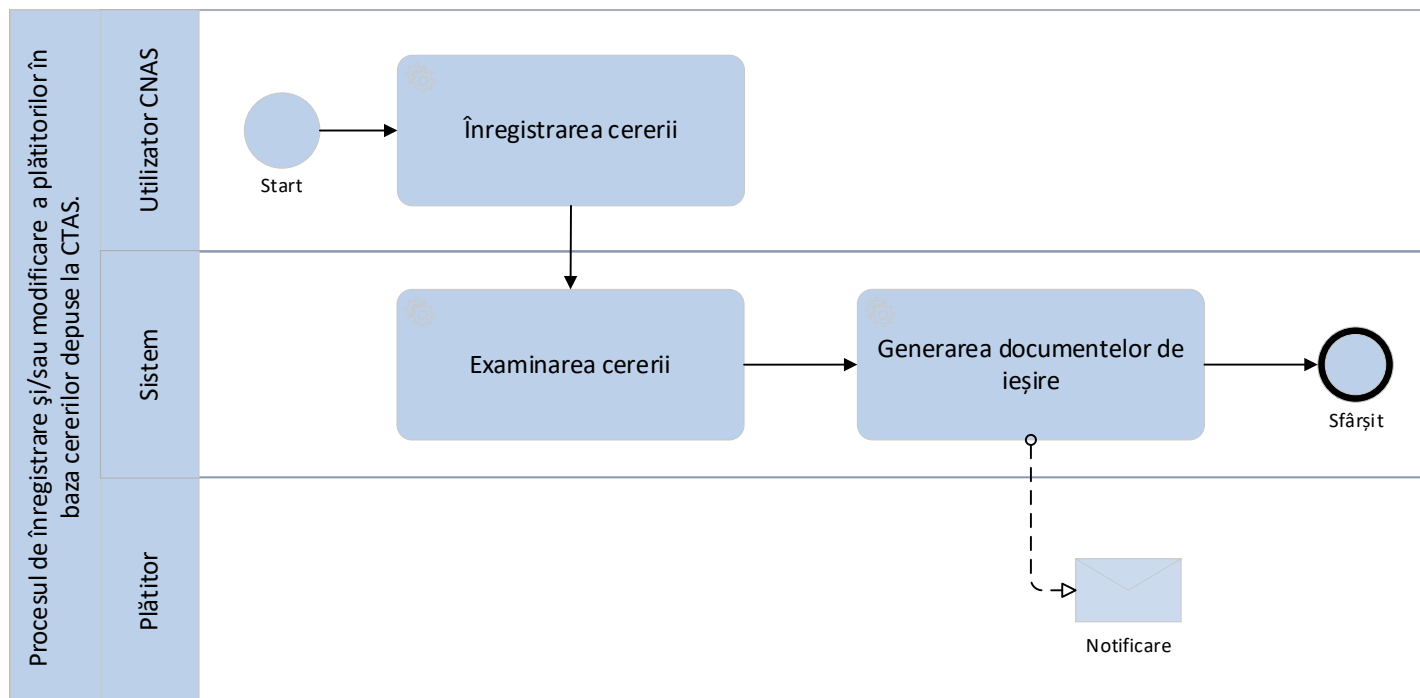 Procesul de înregistrare și/sau modificare a plătitorilor în
baza cererilor depuse la CTAS.
Utilizator CNAS
Start
Înregistrarea cererii
Sistem
Examinarea cererii
Generarea documentelor de
ieșire
Sfârșit
Plătitor
Notificare